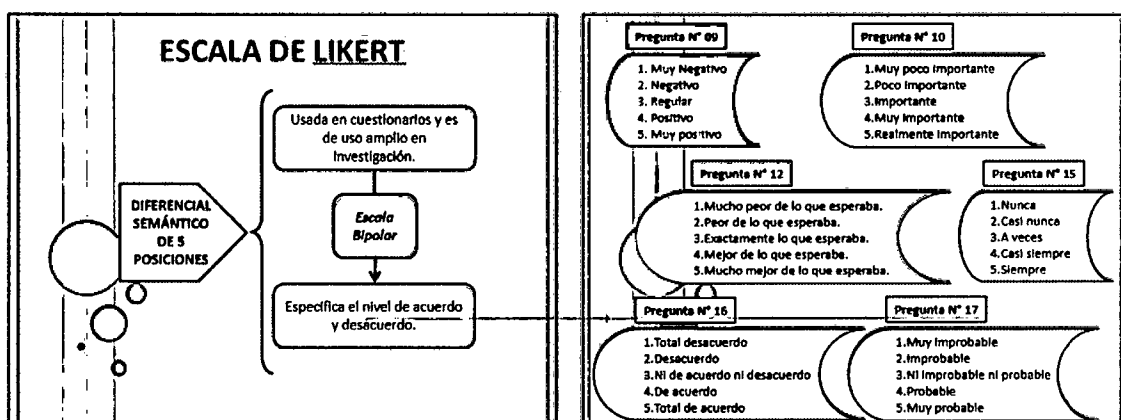 ESCALA DE LIKERT
DIFERENCIAL
SEMÁNTICO
DE 5
POSICIONES
Usada en cuestionarios y es
de uso amplio en
investigación.
Escala
Bipolar
Especifica el nivel de acuerdo
y desacuerdo.
Pregunta N° 09
1. Muy Negativo
2. Negativo
3. Regular
4. Positivo
5. Muy positivo
Pregunta N° 10
1.Muy poco importante
2.Poco importante
3.Importante
4.Muy importante
5.Realmente importante
Pregunta N° 12
1.Mucho peor de lo que esperaba.
2.Peor de lo que esperaba.
3.Exactamente lo que esperaba.
4.Mejor de lo que esperaba.
5.Mucho mejor de lo que esperaba.
Pregunta N° 15
1.Nunca
2.Casi nunca
3.A veces
4.Casi siempre
5.Siempre
Pregunta N° 16
1.Total desacuerdo
2.Desacuerdo
3.Ni de acuerdo ni desacuerdo
4.De acuerdo
5.Total de acuerdo
Pregunta N° 17
1.Muy improbable
2.Improbable
3.Ni improbable ni probable
4.Probable
5.Muy probable